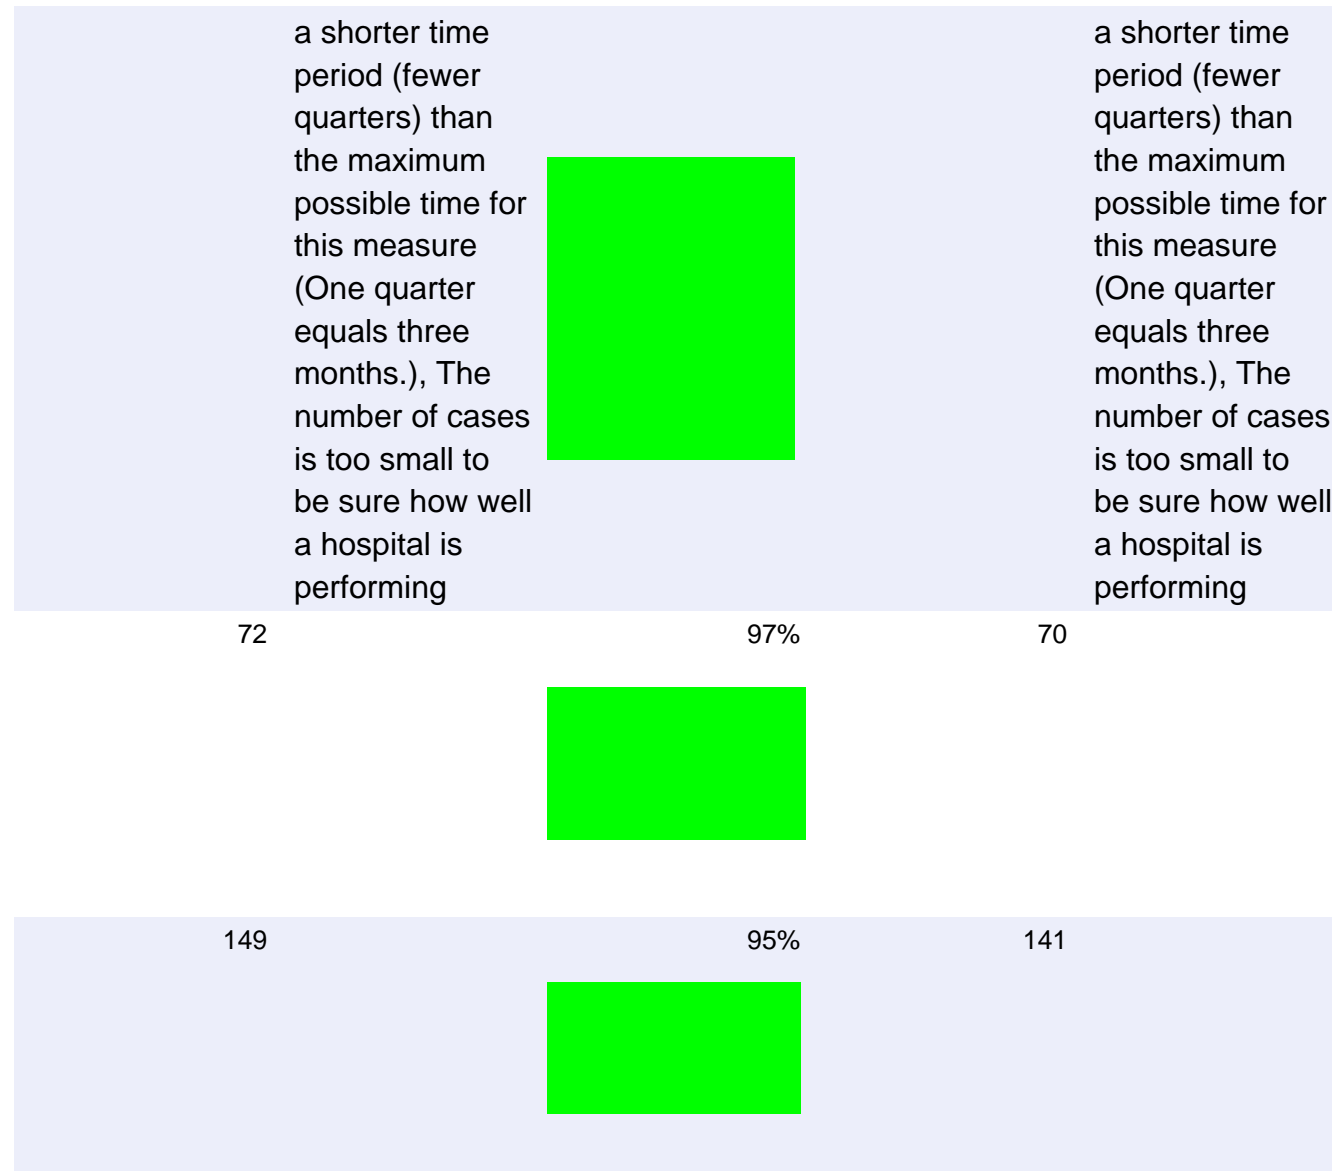 a shorter time
period (fewer
quarters) than
the maximum
possible time for
this measure
(One quarter
equals three
months.), The
number of cases
is too small to
be sure how well
a hospital is
performing
a shorter time
period (fewer
quarters) than
the maximum
possible time for
this measure
(One quarter
equals three
months.), The
number of cases
is too small to
be sure how well
a hospital is
performing
72 97% 70
149 95% 141